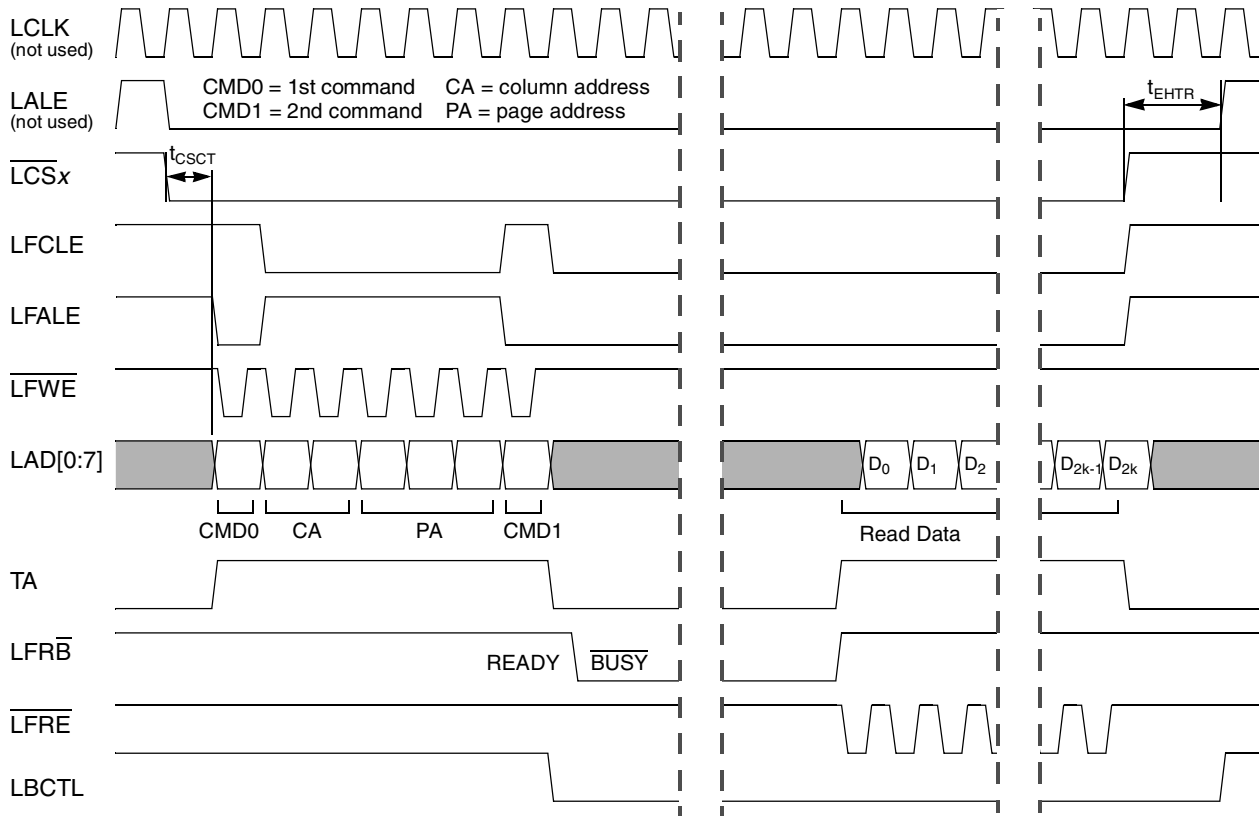 LCLK
(not used)
LALE
(not used)
CMD0 = 1st command CA = column address
CMD1 = 2nd command PA = page address
tEHTR
LCSx
tCSCT
LFCLE
LFALE
LFWE
LAD[0:7]
D0 D1 D2 D2k-1 D2k
CMD0 CA PA CMD1 Read Data
TA
LFRB
READY BUSY
LFRE
LBCTL